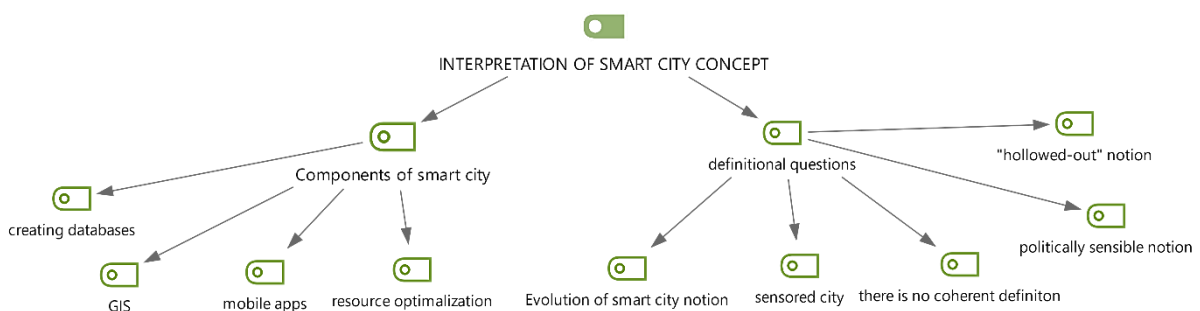 INTERPRETATION OF SMART CITY CONCEPT
Components of smart city
definitional questions
"hollowed-out" notion
creating databases
politically sensible notion
GIS
mobile apps
resource optimalization
Evolution of smart city notion
sensored city
there is no coherent definiton